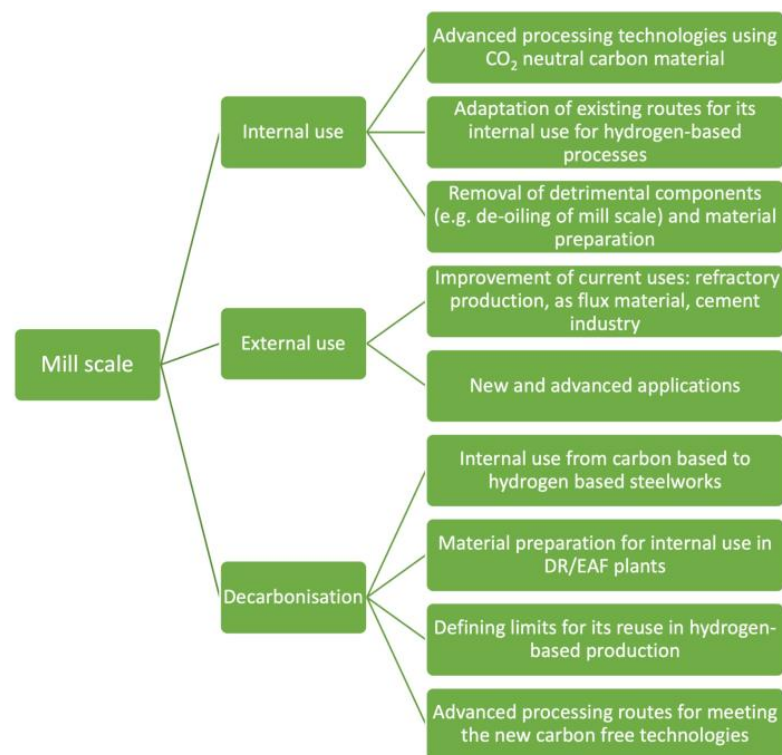 Mill scale
Internal use
Advanced processing technologies using
CO₂ neutral carbon material
Adaptation of existing routes for its
internal use for hydrogen-based
processes
Removal of detrimental components
(e.g. de-oiling of mill scale) and material
preparation
External use
Improvement of current uses: refractory
production, as flux material, cement
industry
New and advanced applications
Decarbonisation
Internal use from carbon based to
hydrogen based steelworks
Material preparation for internal use in
DR/EAF plants
Defining limits for its reuse in hydrogen-
based production
Advanced processing routes for meeting
the new carbon free technologies